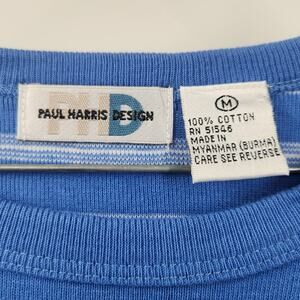 PHD
PAUL HARRIS DESIGN
M
100% COTTON
RN 51546
MADE IN
MYANMAR (BURMA)
CARE SEE REVERSE